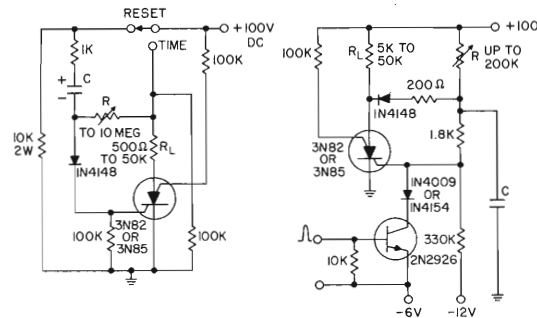 RESET
+100V
DC
TIME
1K
+
C
-
100K
R
TO 10 MEG
10K
2W
500Ω
TO 50K
RL
1N4148
3N82
OR
3N85
100K
100K
+100
100K
RL
5K TO
50K
R
UP TO
200K
200Ω
1N4148
1.8K
3N82
OR
3N85
1N4009
OR
1N4154
C
10K
2N2926
330K
-6V
-12V